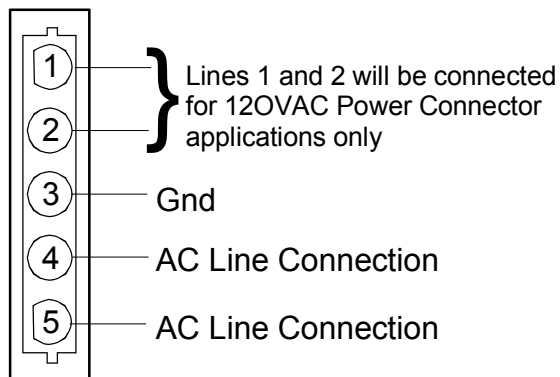 1
Lines 1 and 2 will be connected
for 12OVAC Power Connector
2
applications only
3 Gnd
4 AC Line Connection
5 AC Line Connection